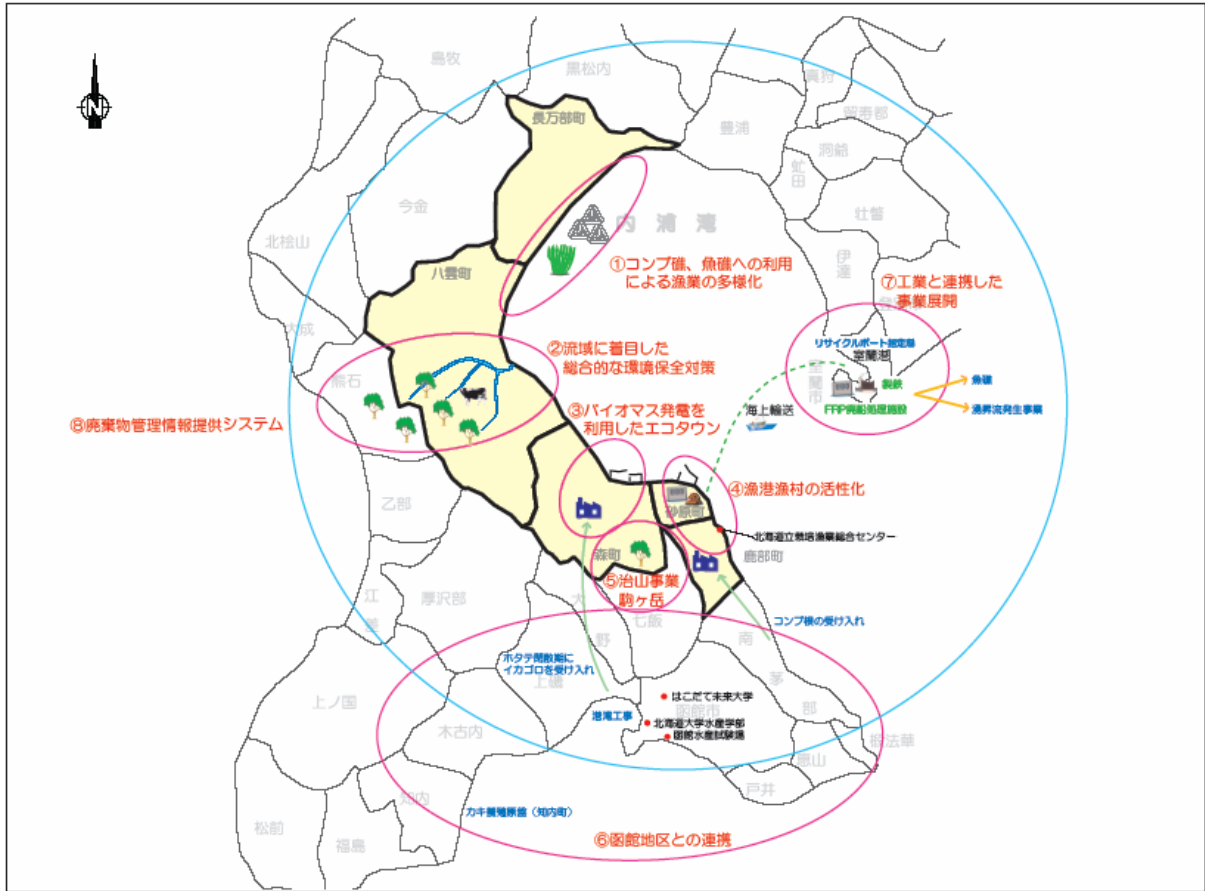 N
島牧
黒松内
真狩
留寿都
長万部町
豊浦
洞爺
虻田
今金
壮瞥
内浦湾
北桧山
伊達
①コンブ礁、魚礁への利用
による漁業の多様化
八雲町
⑦工業と連携した
事業展開
大成
リサイクルポート指定港
室蘭港
②流域に着目した
総合的な環境保全対策
室蘭市
熊石
製鉄
魚礁
FRP廃船処理施設
湧昇流発生事業
海上輸送
③バイオマス発電を
利用したエコタウン
⑧廃棄物管理情報提供システム
④漁港漁村の活性化
砂原町
乙部
北海道立栽培漁業総合センター
森町
鹿部町
⑤治山事業
駒ヶ岳
江差
厚沢部
大野
七飯
コンブ根の受け入れ
南茅部
ホタテ閉散期に
イカゴロを受け入れ
上磯
はこだて未来大学
上ノ国
函館市
港湾工事
北海道大学水産学部
木古内
函館水産試験場
椴法華
恵山
戸井
知内
カキ養殖原盤(知内町)
松前
福島
⑥函館地区との連携